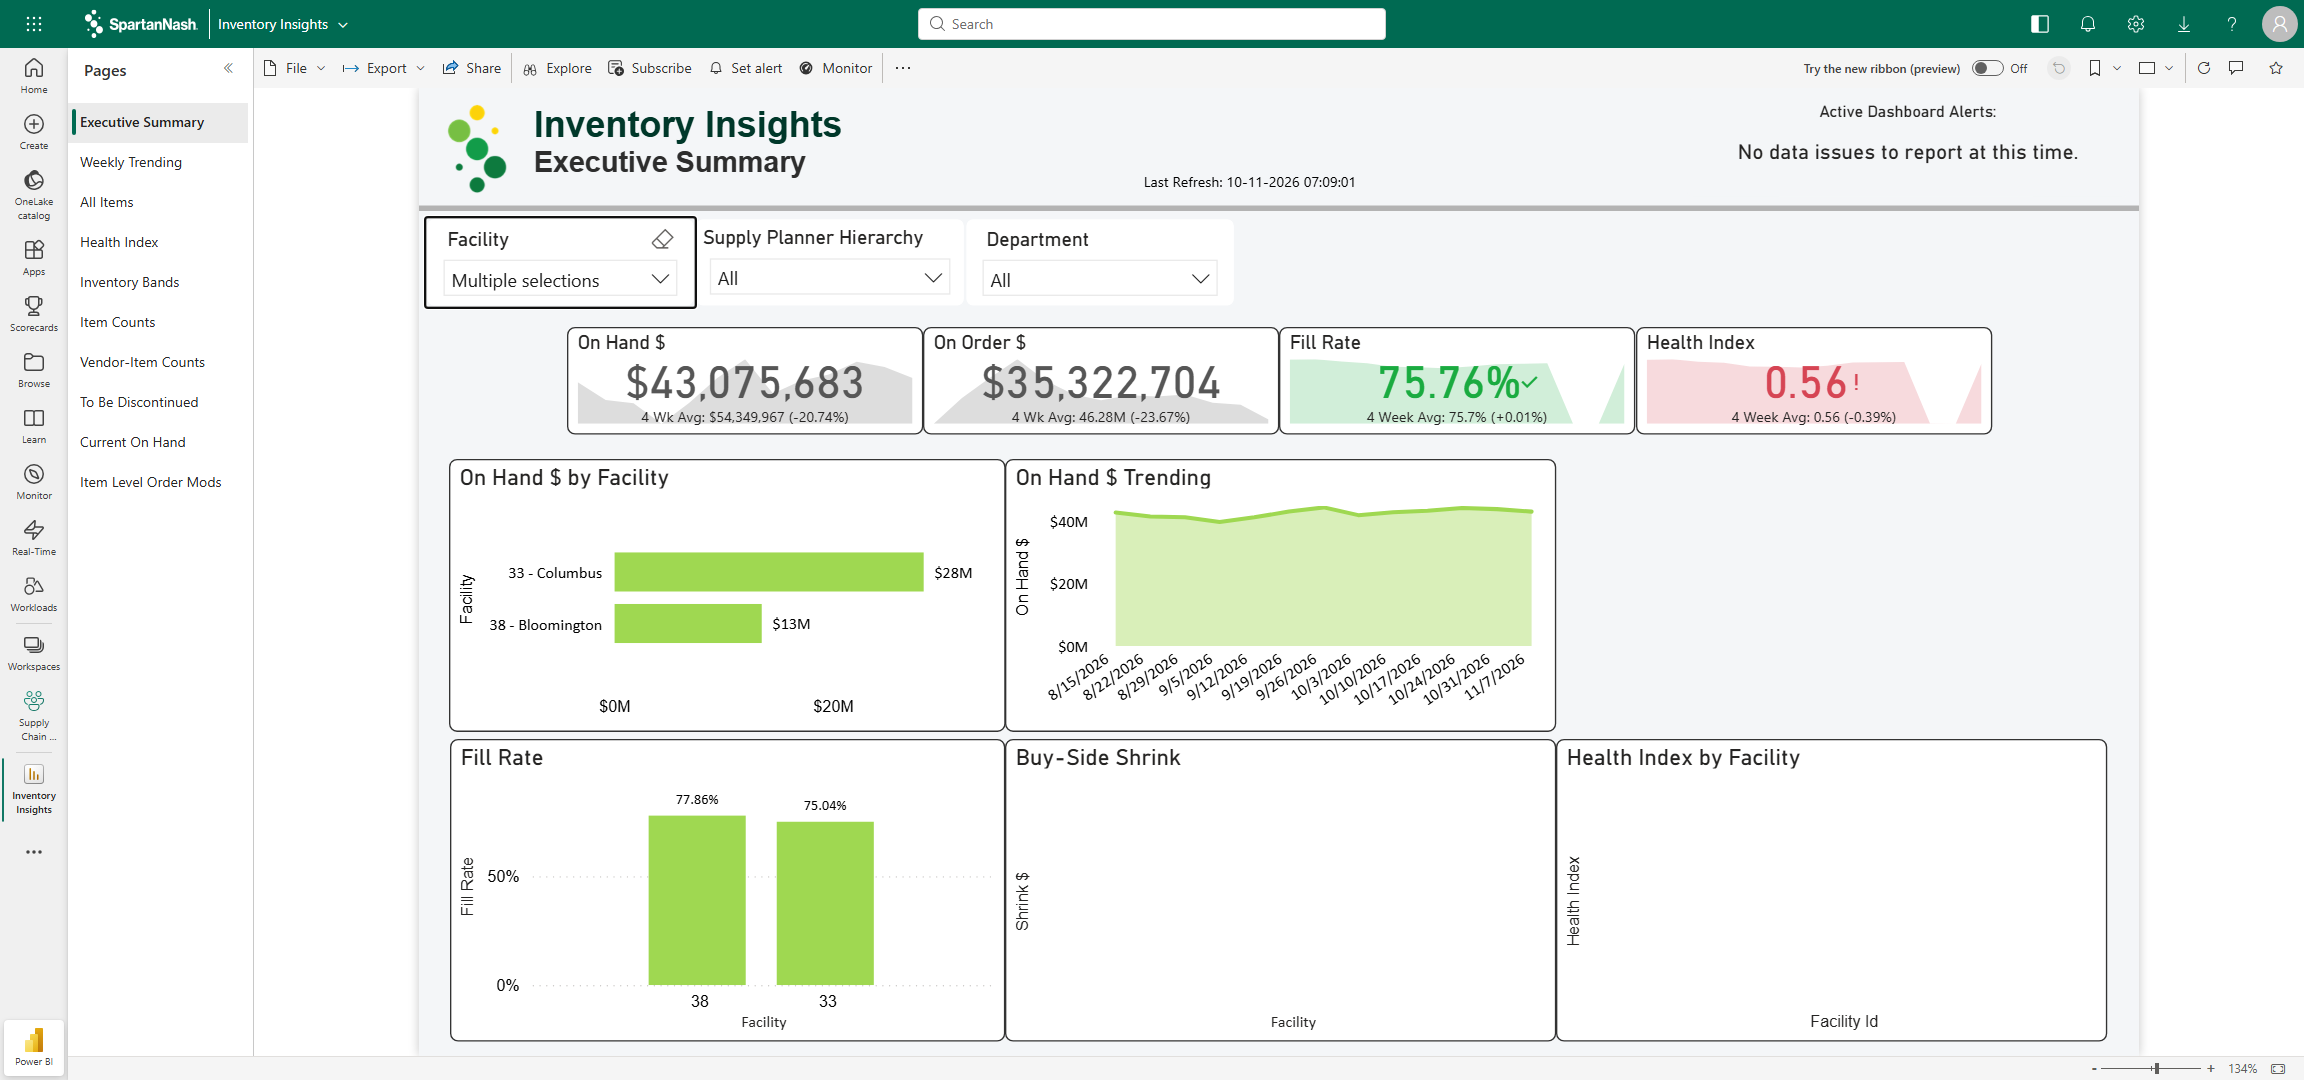 SpartanNash
Inventory Insights
Search
Home
Create
OneLake catalog
Apps
Scorecards
Browse
Learn
Monitor
Real-Time
Workloads
Workspaces
Supply Chain ...
Inventory Insights
Power BI
Pages
Executive Summary
Weekly Trending
All Items
Health Index
Inventory Bands
Item Counts
Vendor-Item Counts
To Be Discontinued
Current On Hand
Item Level Order Mods
File
Export
Share
Explore
Subscribe
Set alert
Monitor
Try the new ribbon (preview)
Off
Inventory Insights
Executive Summary
Last Refresh: 10-11-2026 07:09:01
Active Dashboard Alerts:
No data issues to report at this time.
Facility
Multiple selections
Supply Planner Hierarchy
All
Department
All
On Hand $
$43,075,683
4 Wk Avg: $54,349,967 (-20.74%)
On Order $
$35,322,704
4 Wk Avg: 46.28M (-23.67%)
Fill Rate
75.76%
4 Week Avg: 75.7% (+0.01%)
Health Index
0.56!
4 Week Avg: 0.56 (-0.39%)
On Hand $ by Facility
Facility
33 - Columbus
$28M
38 - Bloomington
$13M
$0M
$20M
On Hand $ Trending
On Hand $
$40M
$20M
$0M
8/15/2026
8/22/2026
8/29/2026
9/5/2026
9/12/2026
9/19/2026
9/26/2026
10/3/2026
10/10/2026
10/17/2026
10/24/2026
10/31/2026
11/7/2026
Fill Rate
Fill Rate
77.86%
75.04%
50%
0%
38
33
Facility
Buy-Side Shrink
Shrink $
Facility
Health Index by Facility
Health Index
Facility Id
- + 134%